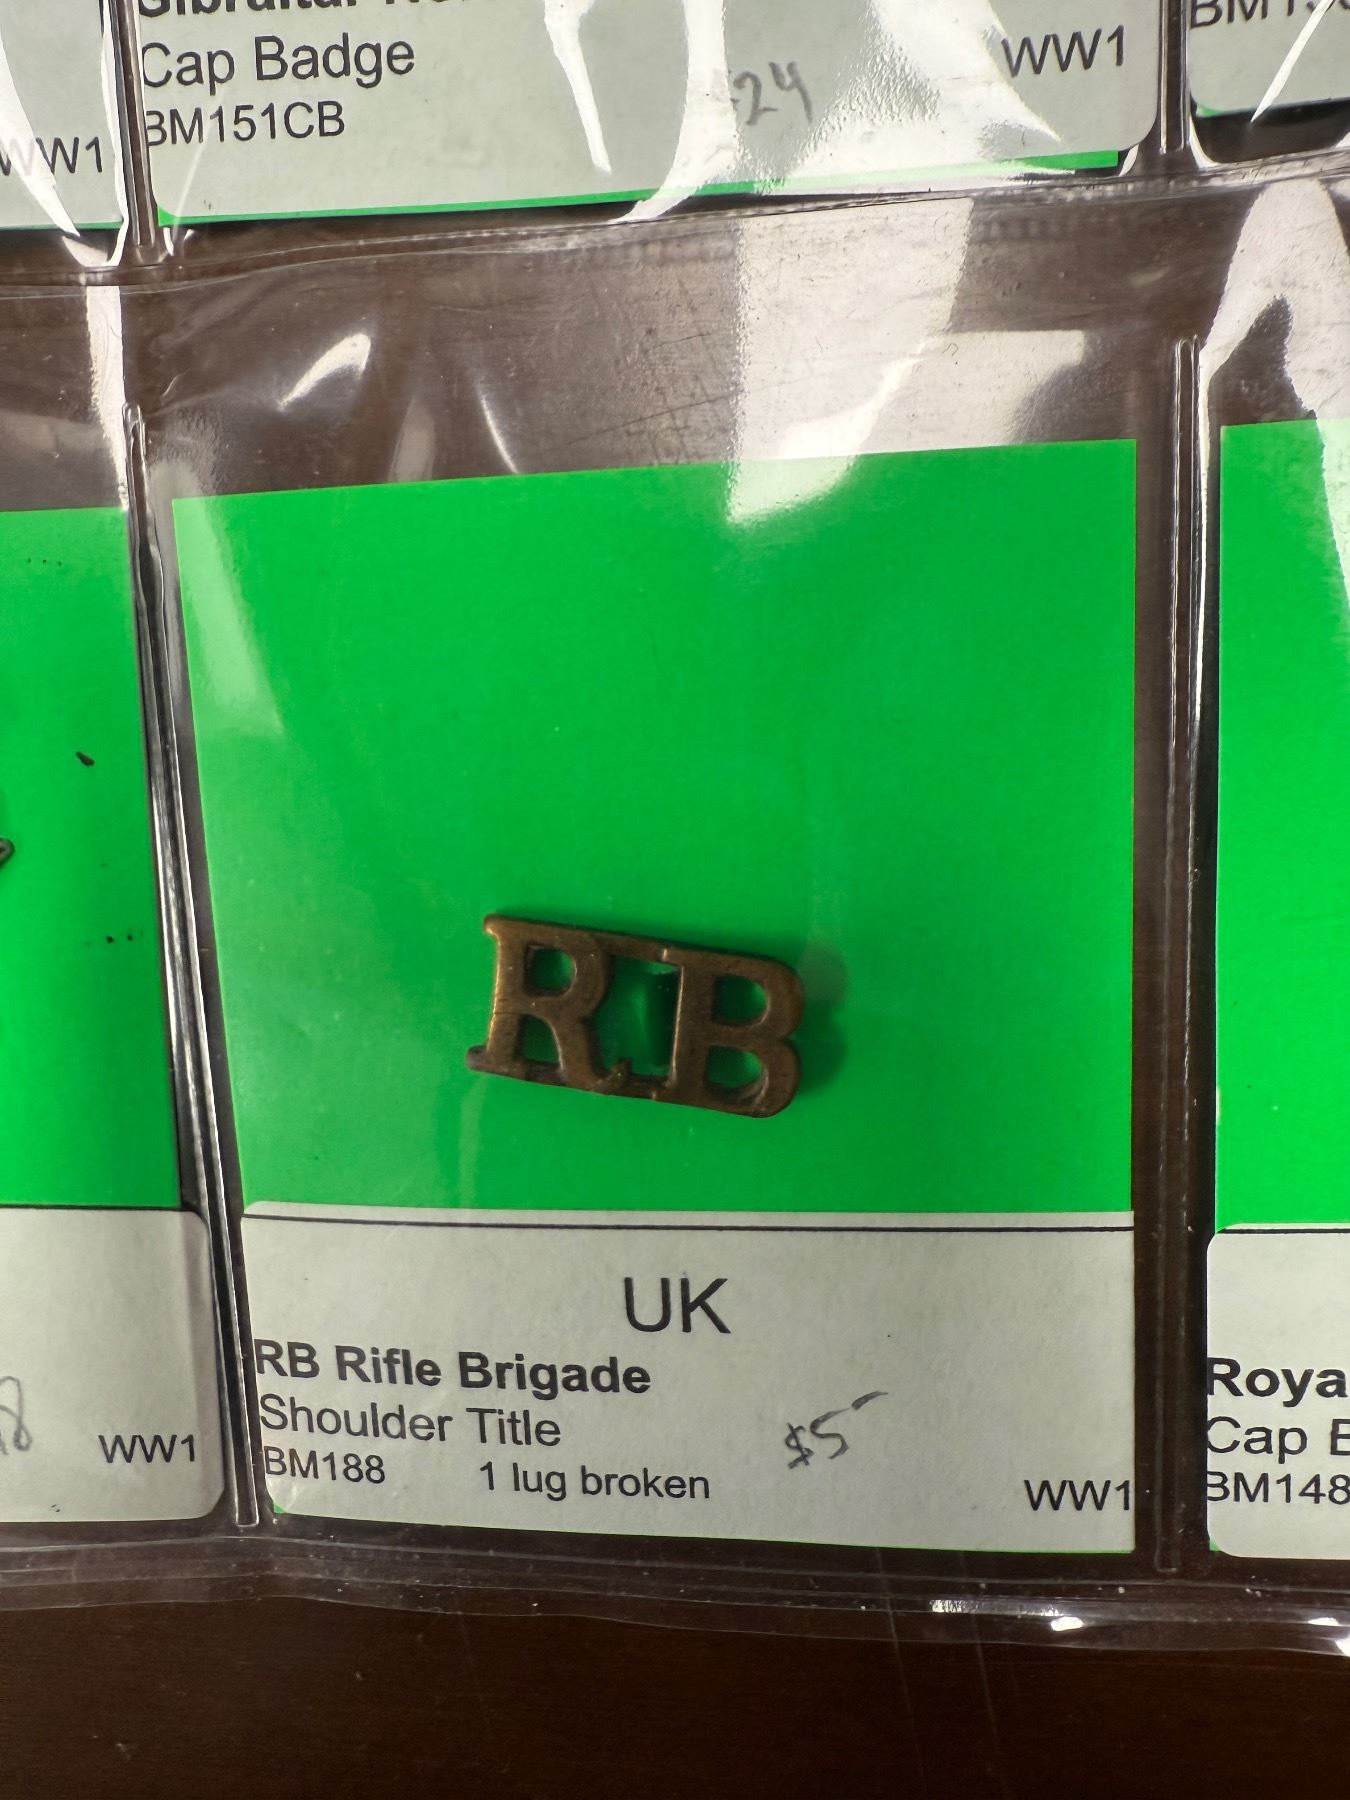 Cap Badge
BM151CB
24
WW1
WW1
RB
UK
RB Rifle Brigade
Shoulder Title
BM188 1 lug broken
$5
WW1
WW1
Cap
BM148